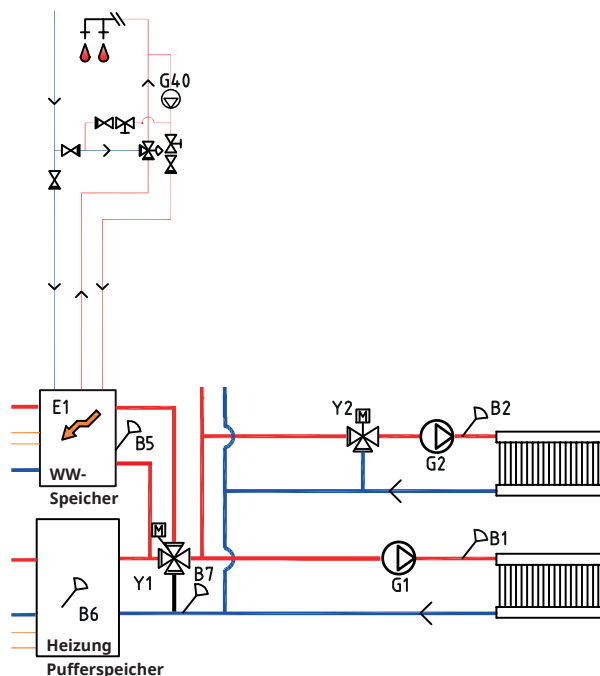 G40
E1
B5
WW-
Speicher
Y2
M
B2
G2
M
Y1
B7
G1
B1
B6
Heizung
Pufferspeicher